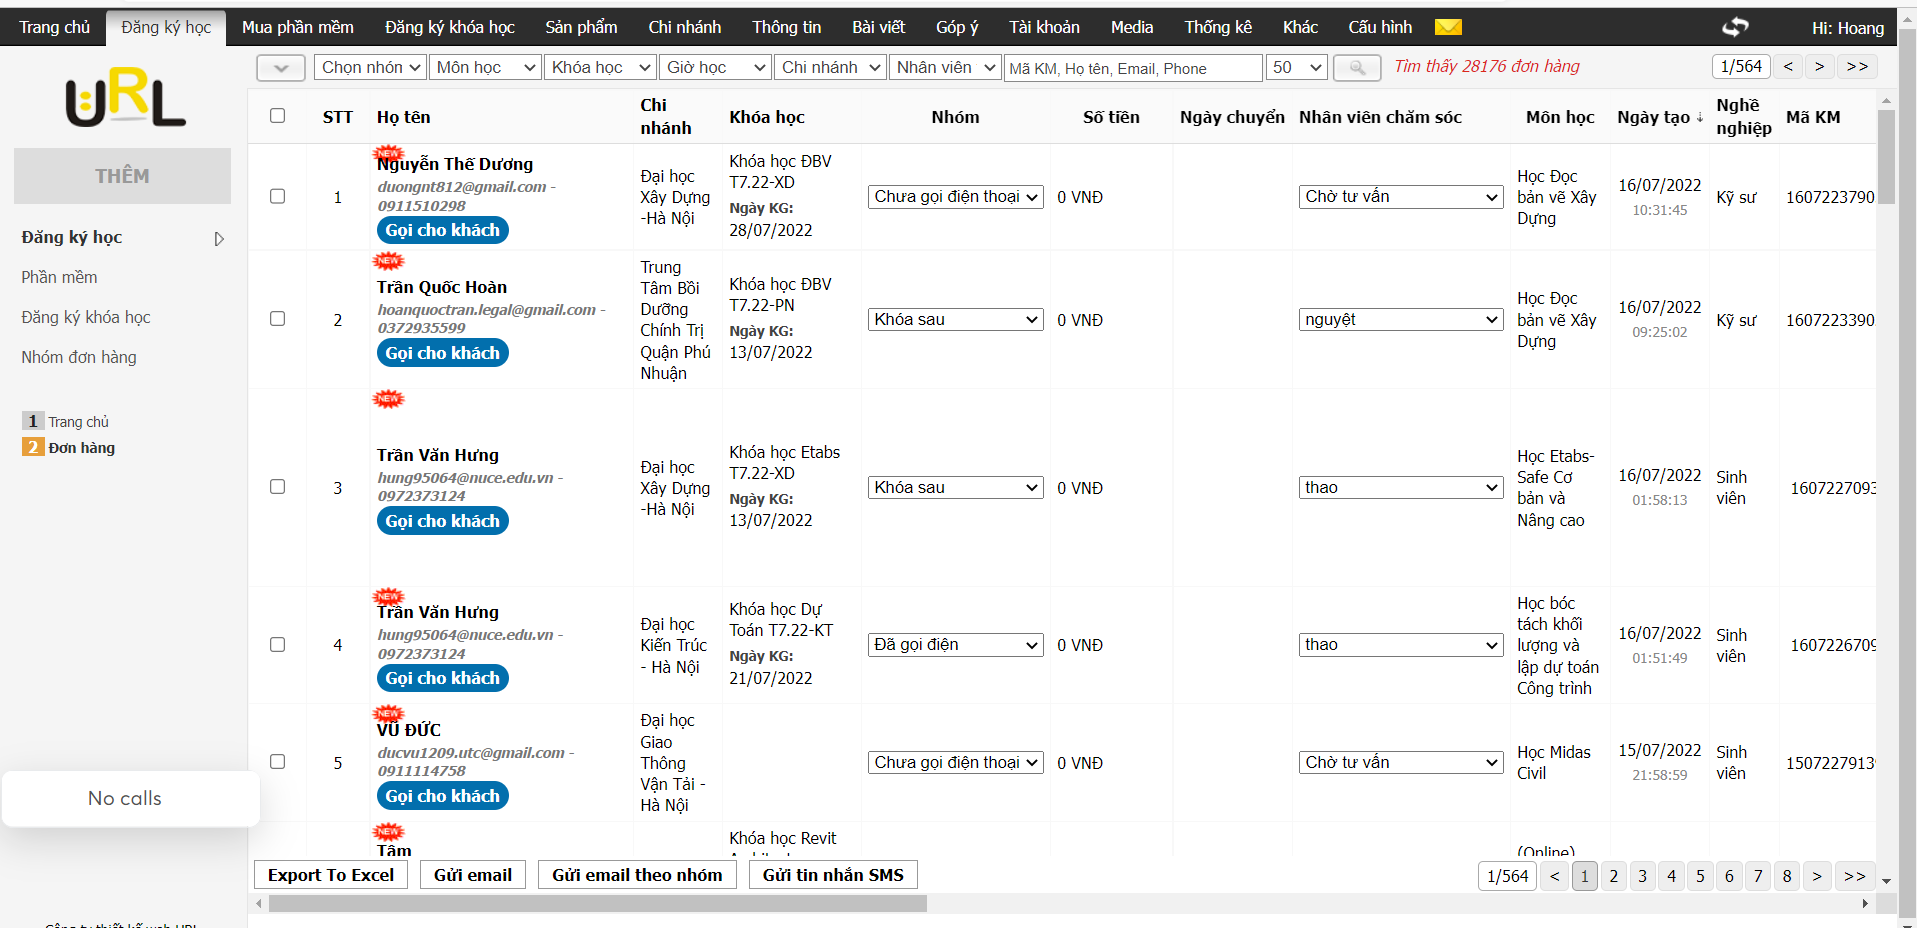 Trang chủ Đăng ký học Mua phần mềm Đăng ký khóa học Sản phẩm Chi nhánh Thông tin Bài viết Góp ý Tài khoản Media Thống kê Khác Cấu hình Hi: Hoang
URL
THÊM
Đăng ký học
Phần mềm
Đăng ký khóa học
Nhóm đơn hàng
1 Trang chủ
2 Đơn hàng
No calls
Chọn nhón Môn học Khóa học Giờ học Chi nhánh Nhân viên Mã KM, Họ tên, Email, Phone 50 Tìm thấy 28176 đơn hàng 1/564 < > >>
STT Họ tên Chi nhánh Khóa học Nhóm Số tiền Ngày chuyển Nhân viên chăm sóc Môn học Ngày tạo Nghề nghiệp Mã KM
1
NEW
Nguyễn Thế Dương
duongnt812@gmail.com -
0911510298
Gọi cho khách
Đại học
Xây Dựng
-Hà Nội
Khóa học ĐBV
T7.22-XD
Ngày KG:
28/07/2022
Chưa gọi điện thoại
0 VNĐ
Chờ tư vấn
Học Đọc
bản vẽ Xây
Dựng
16/07/2022
10:31:45
Kỹ sư
1607223790
2
NEW
Trần Quốc Hoàn
hoanquoctran.legal@gmail.com -
0372935599
Gọi cho khách
Trung
Tâm Bồi
Dưỡng
Chính Trị
Quận Phú
Nhuận
Khóa học ĐBV
T7.22-PN
Ngày KG:
13/07/2022
Khóa sau
0 VNĐ
nguyệt
Học Đọc
bản vẽ Xây
Dựng
16/07/2022
09:25:02
Kỹ sư
160722339
3
NEW
Trần Văn Hưng
hung95064@nuce.edu.vn -
0972373124
Gọi cho khách
Đại học
Xây Dựng
-Hà Nội
Khóa học Etabs
T7.22-XD
Ngày KG:
13/07/2022
Khóa sau
0 VNĐ
thao
Học Etabs-
Safe Cơ
bản và
Nâng cao
16/07/2022
01:58:13
Sinh
viên
160722709
4
NEW
Trần Văn Hưng
hung95064@nuce.edu.vn -
0972373124
Gọi cho khách
Đại học
Kiến Trúc
- Hà Nội
Khóa học Dự
Toán T7.22-KT
Ngày KG:
21/07/2022
Đã gọi điện
0 VNĐ
thao
Học bóc
tách khối
lượng và
lập dự toán
Công trình
16/07/2022
01:51:49
Sinh
viên
160722670
5
NEW
VŨ ĐỨC
ducvu1209.utc@gmail.com -
0911114758
Gọi cho khách
Đại học
Giao
Thông
Vận Tải -
Hà Nội
Chưa gọi điện thoại
0 VNĐ
Chờ tư vấn
Học Midas
Civil
15/07/2022
21:58:59
Sinh
viên
1507227913
NEW
Tâm
Khóa học Revit
(Online)
Export To Excel Gửi email Gửi email theo nhóm Gửi tin nhắn SMS 1/564 < 1 2 3 4 5 6 7 8 > >>
Công ty thiết kế web URL